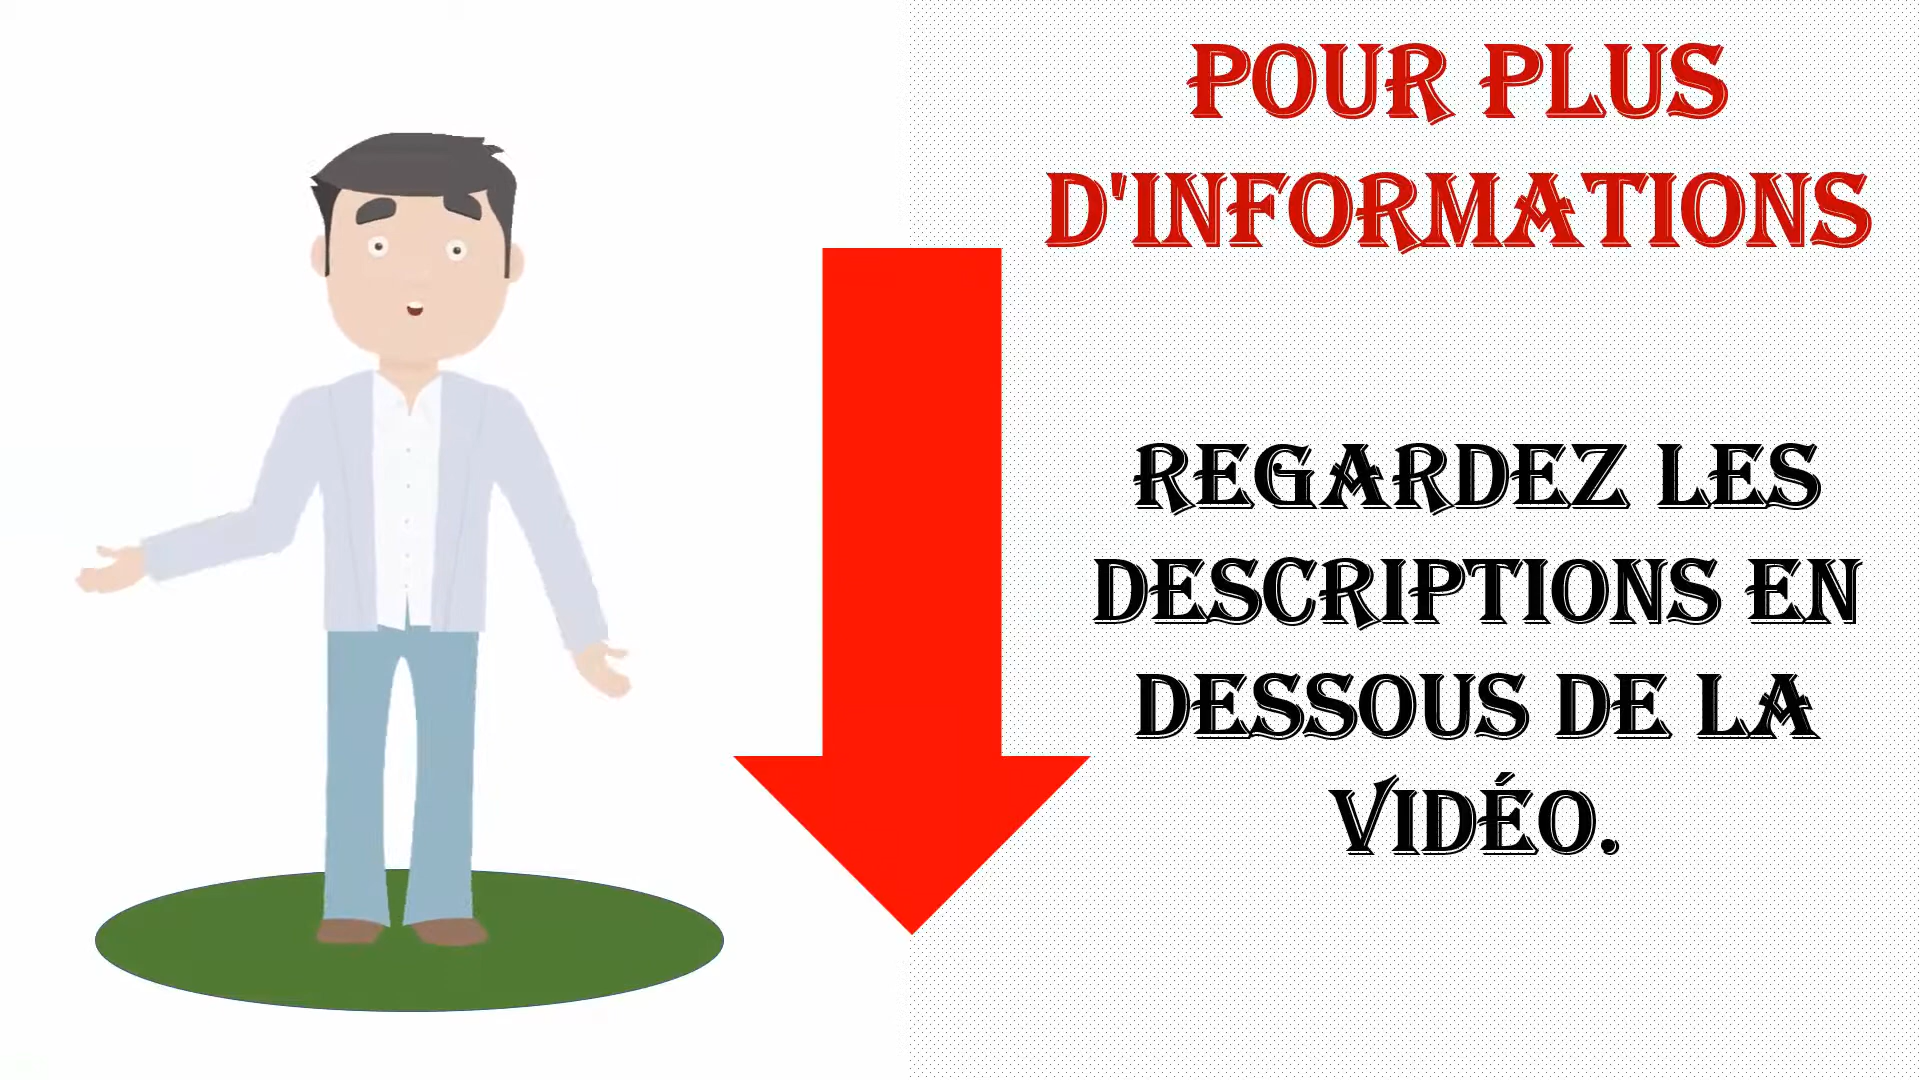 POUR PLUS
D'INFORMATIONS
REGARDEZ LES
DESCRIPTIONS EN
DESSOUS DE LA
VIDÉO.